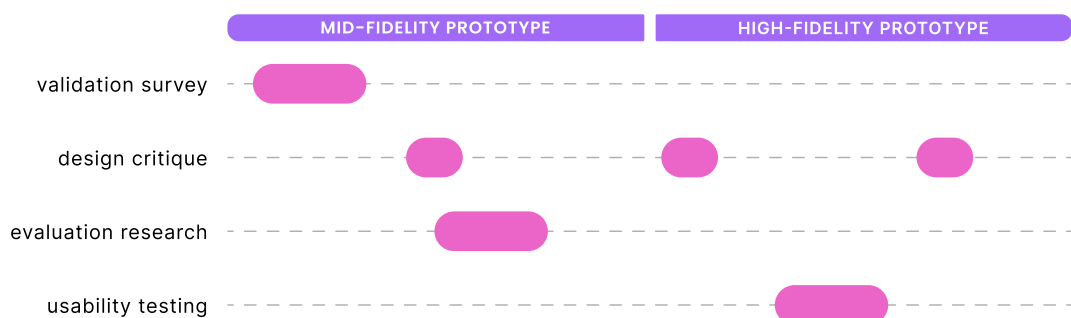 MID-FIDELITY PROTOTYPE
HIGH-FIDELITY PROTOTYPE
validation survey
design critique
evaluation research
usability testing